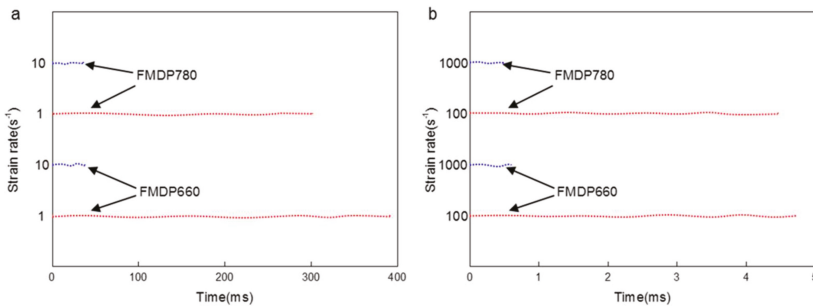 a
Strain rate(s⁻¹)
10
1
10
1
FMDP780
FMDP660
0 100 200 300 400
Time(ms)
b
Strain rate(s⁻¹)
1000
100
1000
100
FMDP780
FMDP660
0 1 2 3 4 5
Time(ms)